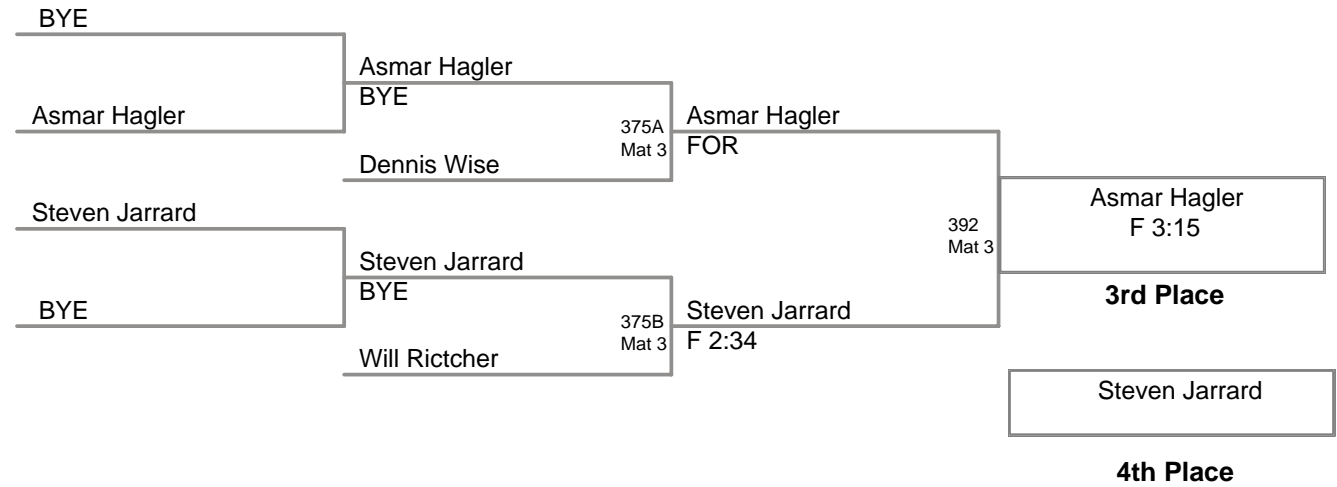 BYE
Asmar Hagler
BYE
Asmar Hagler
375A
Mat 3
Asmar Hagler
FOR
Dennis Wise
Steven Jarrard
392
Mat 3
Asmar Hagler
F 3:15
3rd Place
Steven Jarrard
BYE
BYE
375B
Mat 3
Steven Jarrard
F 2:34
Will Rictcher
Steven Jarrard
4th Place